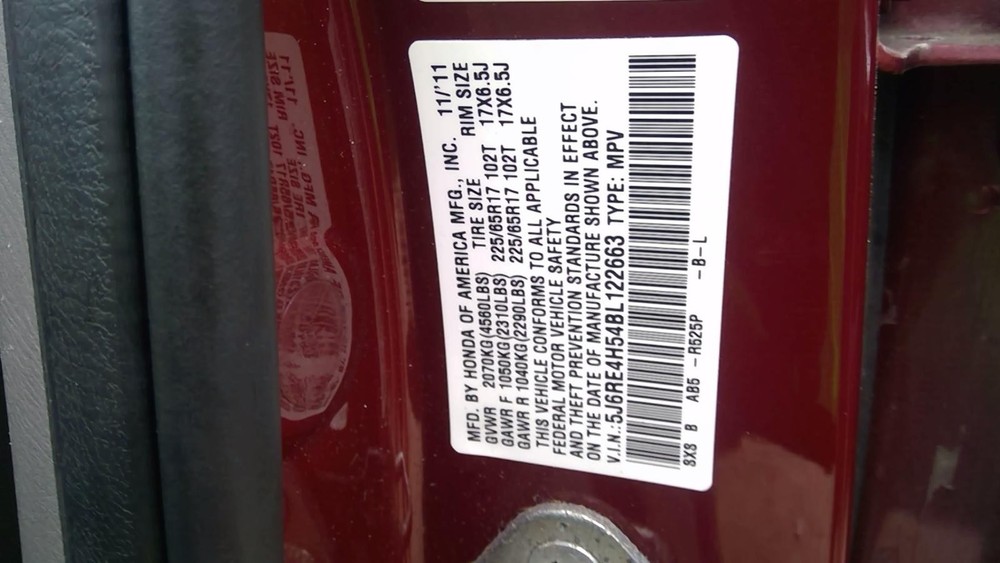 MFD. BY HONDA OF AMERICA MFG., INC. 11/'11
TIRE SIZE RIM SIZE
GVWR 2070KG(4560LBS)
GAWR F 1050KG(2310LBS) 225/65R17 102T 17X6.5J
GAWR R 1040KG(2290LBS) 225/65R17 102T 17X6.5J
THIS VEHICLE CONFORMS TO ALL APPLICABLE
FEDERAL MOTOR VEHICLE SAFETY
AND THEFT PREVENTION STANDARDS IN EFFECT
ON THE DATE OF MANUFACTURE SHOWN ABOVE.
V.I.N.:5J6RE4H54BL122663 TYPE: MPV
8X8 B AB5 -R525P -B-L